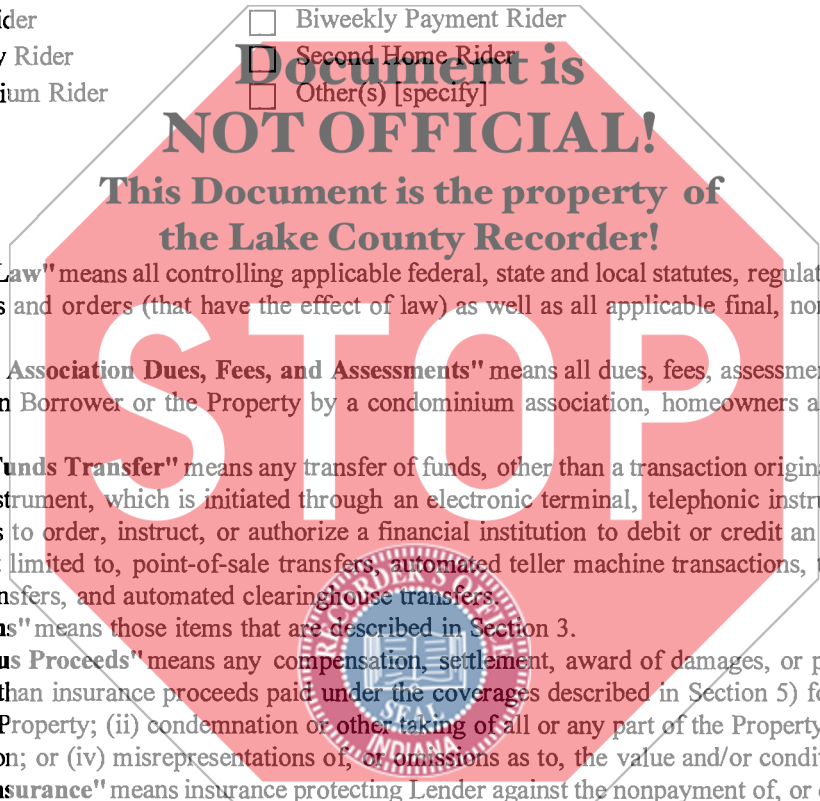 ider ☐ Biweekly Payment Rider
y Rider ☐ Second Home Rider
ium Rider ☐ Other(s) [specify]
Document is
NOT OFFICIAL!
This Document is the property of
the Lake County Recorder!
Law" means all controlling applicable federal, state and local statutes, regulat
s and orders (that have the effect of law) as well as all applicable final, non
Association Dues, Fees, and Assessments" means all dues, fees, assessme
n Borrower or the Property by a condominium association, homeowners a
STOP
Funds Transfer" means any transfer of funds, other than a transaction origina
strument, which is initiated through an electronic terminal, telephonic instru
s to order, instruct, or authorize a financial institution to debit or credit an
t limited to, point-of-sale transfers, automated teller machine transactions, t
nsfers, and automated clearinghouse transfers.
ns" means those items that are described in Section 3.
us Proceeds" means any compensation, settlement, award of damages, or p
than insurance proceeds paid under the coverages described in Section 5) fo
Property; (ii) condemnation or other taking of all or any part of the Property
on; or (iv) misrepresentations of, or omissions as to, the value and/or condi
nsurance" means insurance protecting Lender against the nonpayment of, or
RECORDER'S OFFICE
SEAL
INDIANA